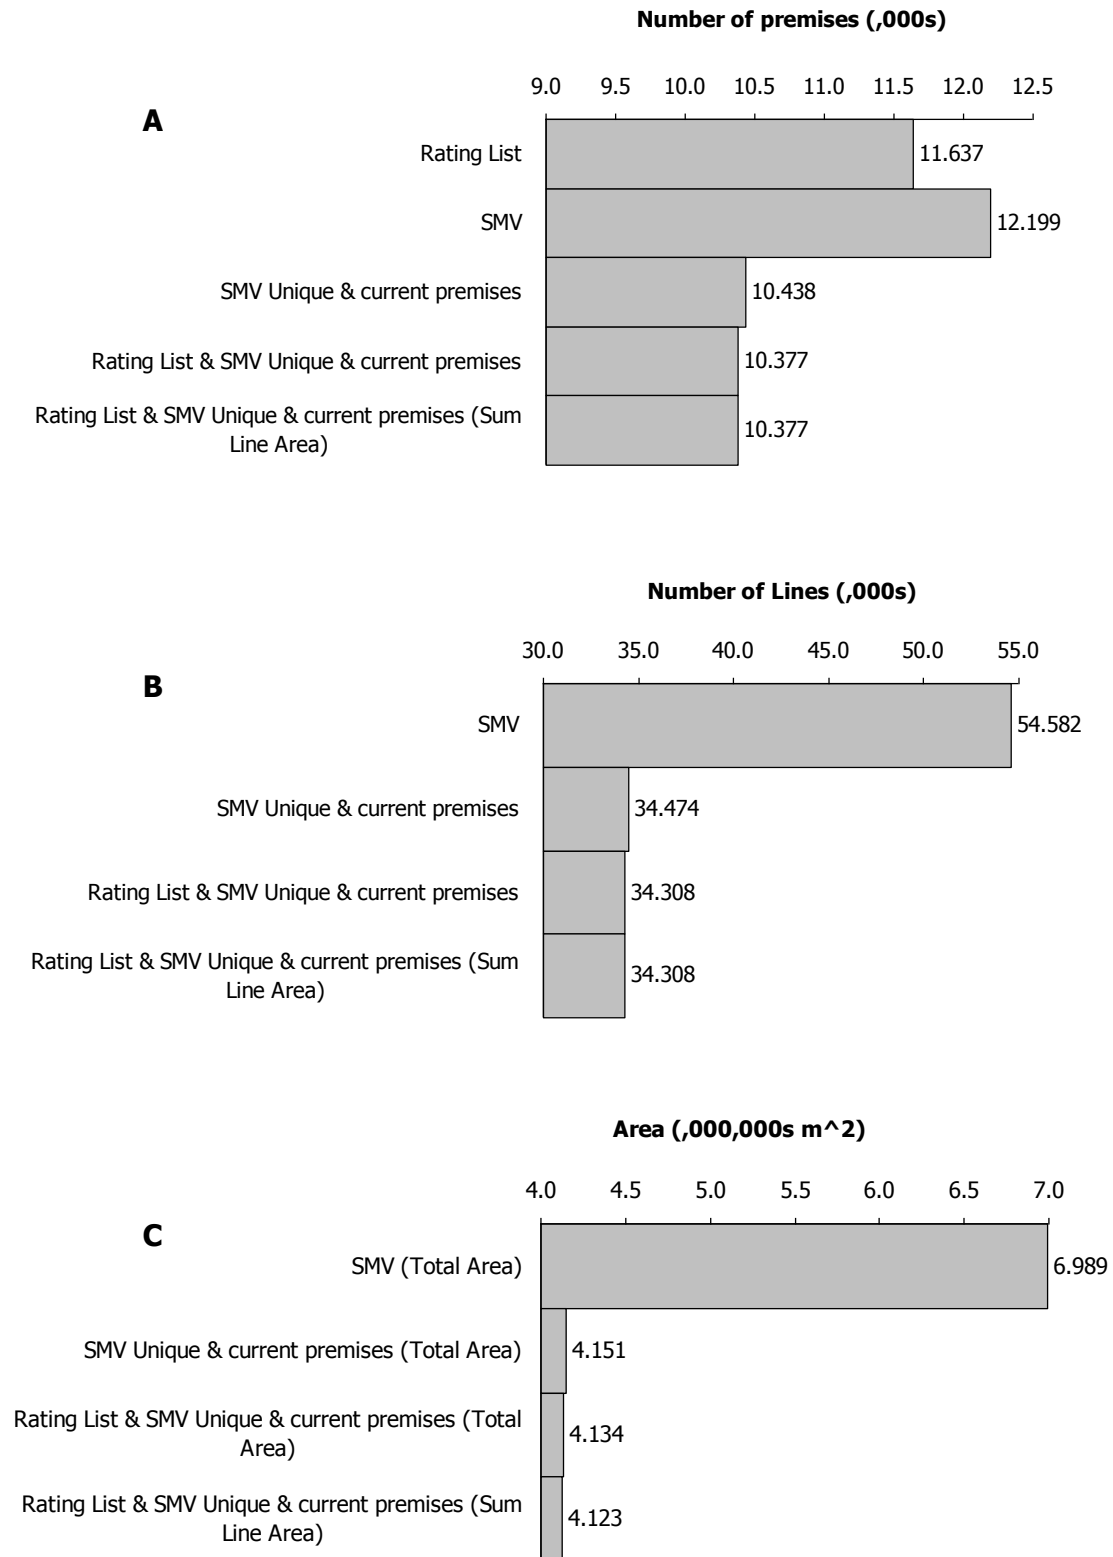 Number of premises (,000s)
9.0 9.5 10.0 10.5 11.0 11.5 12.0 12.5
A
Rating List 11.637
SMV 12.199
SMV Unique & current premises 10.438
Rating List & SMV Unique & current premises 10.377
Rating List & SMV Unique & current premises (Sum
Line Area) 10.377
Number of Lines (,000s)
30.0 35.0 40.0 45.0 50.0 55.0
B
SMV 54.582
SMV Unique & current premises 34.474
Rating List & SMV Unique & current premises 34.308
Rating List & SMV Unique & current premises (Sum
Line Area) 34.308
Area (,000,000s m^2)
4.0 4.5 5.0 5.5 6.0 6.5 7.0
C
SMV (Total Area) 6.989
SMV Unique & current premises (Total Area) 4.151
Rating List & SMV Unique & current premises (Total
Area) 4.134
Rating List & SMV Unique & current premises (Sum
Line Area) 4.123